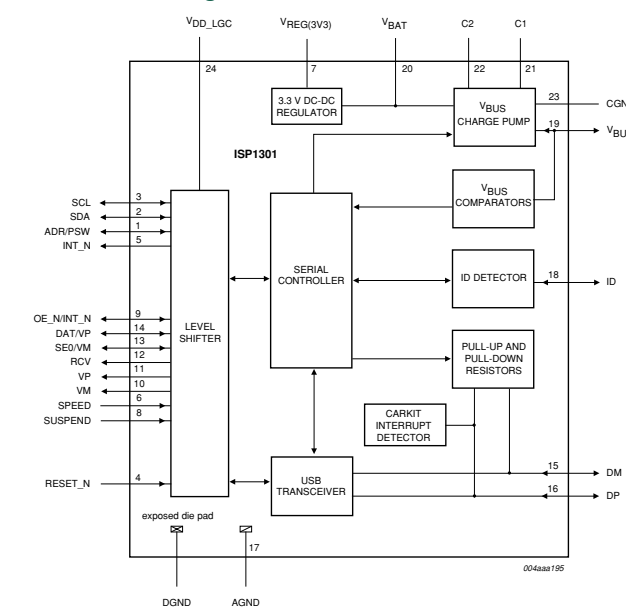 VDD_LGC
VREG(3V3)
VBAT
C2
C1
24
7
20
22
21
3.3 V DC-DC
REGULATOR
VBUS
CHARGE PUMP
23
CGN
19
VBU
ISP1301
VBUS
COMPARATORS
SCL
3
SDA
2
ADR/PSW
1
INT_N
5
SERIAL
CONTROLLER
ID DETECTOR
18
ID
OE_N/INT_N
9
DAT/VP
14
SE0/VM
13
RCV
12
VP
11
VM
10
SPEED
6
SUSPEND
8
LEVEL
SHIFTER
PULL-UP AND
PULL-DOWN
RESISTORS
CARKIT
INTERRUPT
DETECTOR
RESET_N
4
USB
TRANSCEIVER
15
DM
16
DP
exposed die pad
17
004aaa195
DGND
AGND